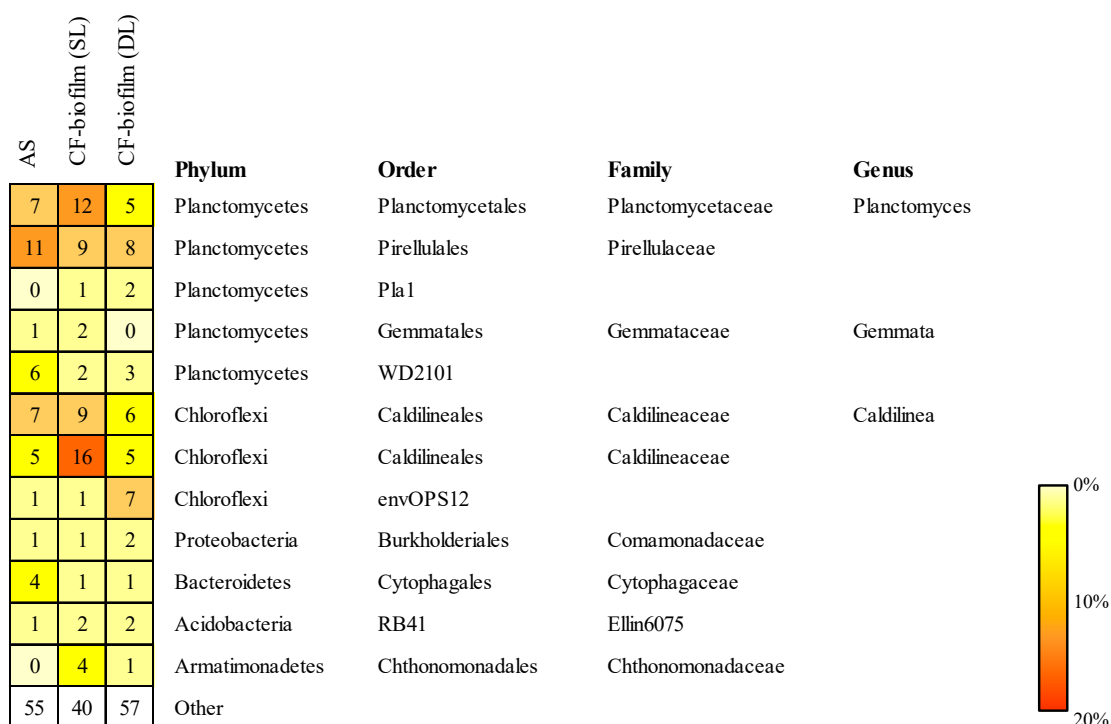 AS CF-biofilm (SL) CF-biofilm (DL)
Phylum Order Family Genus
7 12 5 Planctomycetes Planctomycetales Planctomycetaceae Planctomyces
11 9 8 Planctomycetes Pirellulales Pirellulaceae
0 1 2 Planctomycetes Pla1
1 2 0 Planctomycetes Gemmatales Gemmataceae Gemmata
6 2 3 Planctomycetes WD2101
7 9 6 Chloroflexi Caldilineales Caldilineaceae Caldilinea
5 16 5 Chloroflexi Caldilineales Caldilineaceae
1 1 7 Chloroflexi envOPS12
1 1 2 Proteobacteria Burkholderiales Comamonadaceae
4 1 1 Bacteroidetes Cytophagales Cytophagaceae
1 2 2 Acidobacteria RB41 Ellin6075
0 4 1 Armatimonadetes Chthonomonadales Chthonomonadaceae
55 40 57 Other
0%
10%
20%